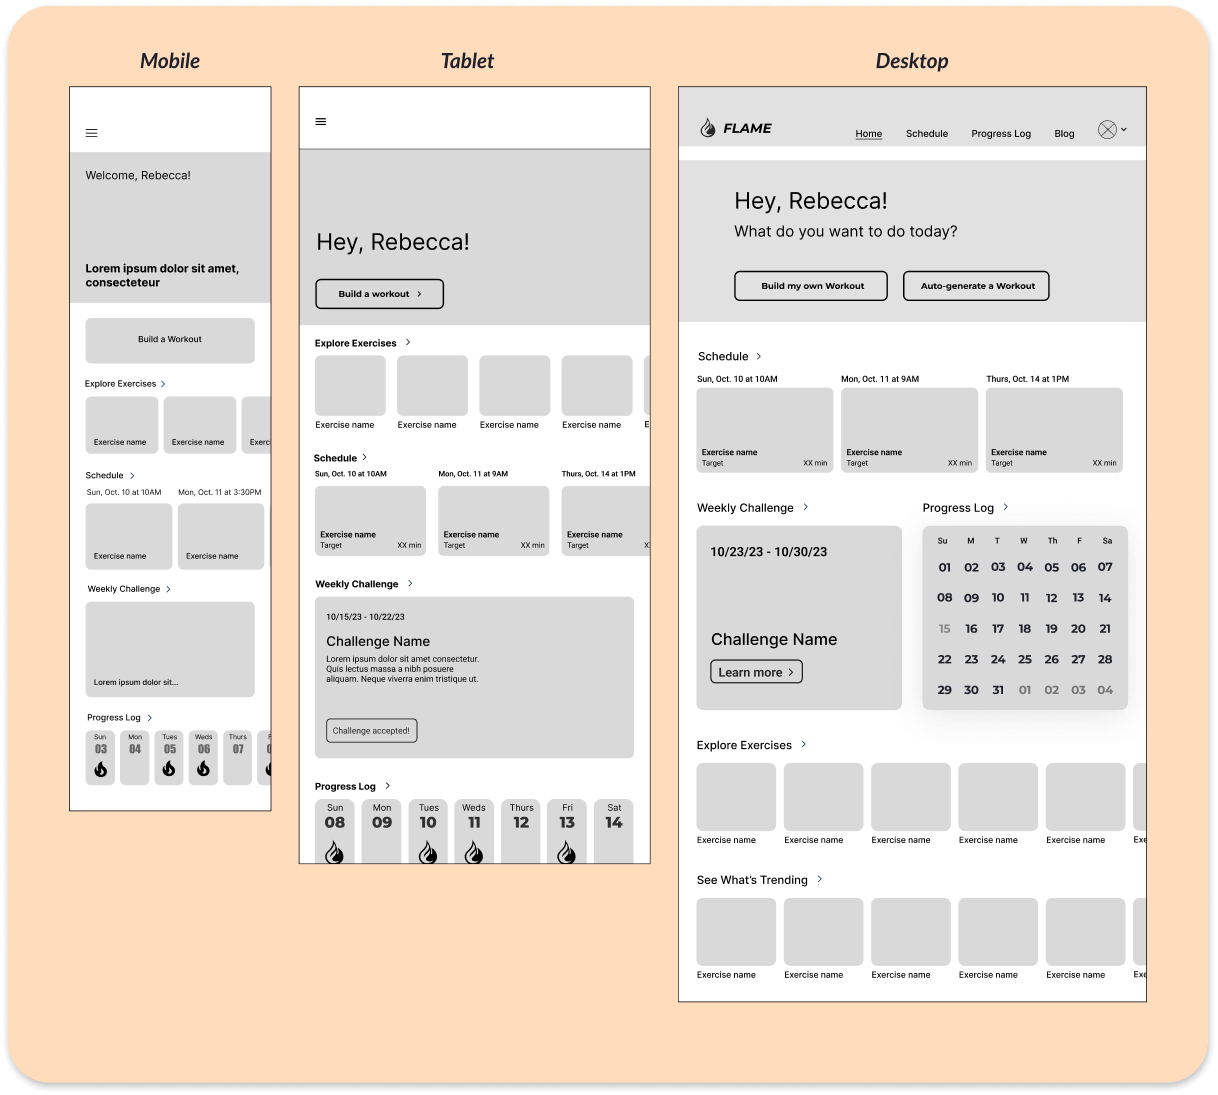 Mobile
Welcome, Rebecca!
Lorem ipsum dolor sit amet,
consecteteur
Build a Workout
Explore Exercises
Exercise name Exercise name Exerc
Schedule
Sun, Oct. 10 at 10AM Mon, Oct. 11 at 3:30PM
Exercise name Exercise name
Weekly Challenge
Lorem ipsum dolor sit...
Progress Log
Sun Mon Tues Weds Thurs F
03 04 05 06 07
Tablet
Hey, Rebecca!
Build a workout
Explore Exercises
Exercise name Exercise name Exercise name Exercise name E
Schedule
Sun, Oct. 10 at 10AM Mon, Oct. 11 at 9AM Thurs, Oct. 14 at 1PM
Exercise name Exercise name Exercise name
Target XX min Target XX min Target X
Weekly Challenge
10/15/23 - 10/22/23
Challenge Name
Lorem ipsum dolor sit amet consectetur.
Quis lectus massa a nibh posuere
aliquam. Neque viverra enim tristique ut.
Challenge accepted!
Progress Log
Sun Mon Tues Weds Thurs Fri Sat
08 09 10 11 12 13 14
Desktop
FLAME Home Schedule Progress Log Blog
Hey, Rebecca!
What do you want to do today?
Build my own Workout Auto-generate a Workout
Schedule
Sun, Oct. 10 at 10AM Mon, Oct. 11 at 9AM Thurs, Oct. 14 at 1PM
Exercise name Exercise name Exercise name
Target XX min Target XX min Target XX min
Weekly Challenge
10/23/23 - 10/30/23
Challenge Name
Learn more
Progress Log
Su M T W Th F Sa
01 02 03 04 05 06 07
08 09 10 11 12 13 14
15 16 17 18 19 20 21
22 23 24 25 26 27 28
29 30 31 01 02 03 04
Explore Exercises
Exercise name Exercise name Exercise name Exercise name Exercise name Exe
See What's Trending
Exercise name Exercise name Exercise name Exercise name Exercise name Exe